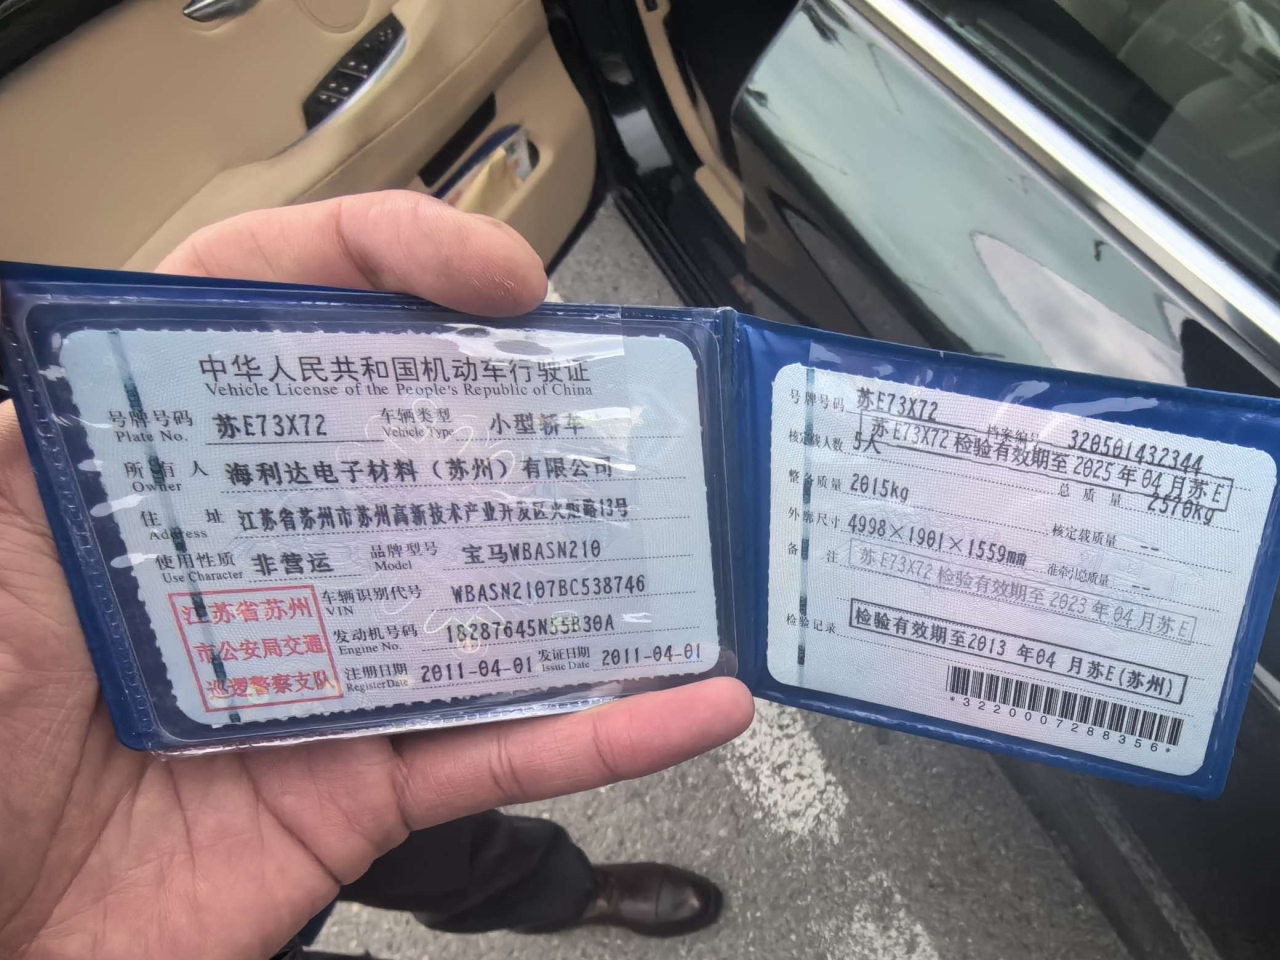 中华人民共和国机动车行驶证
Vehicle License of the People's Republic of China
号牌号码 苏E73X72 车辆类型 小型轿车
Plate No. Vehicle Type
所有人 海利达电子材料（苏州）有限公司
Owner
住址 江苏省苏州市苏州高新技术产业开发区火炬路13号
Address
使用性质 非营运 品牌型号 宝马WBASN210
Use Character Model
江苏省苏州
市公安局交通
巡逻警察支队
车辆识别代号 WBASN2107BC538746
VIN
发动机号码 18287645N55B30A
Engine No.
注册日期 2011-04-01 发证日期 2011-04-01
Register Date Issue Date
号牌号码 苏E73X72 档案编号 320501432344
苏E73X72 检验有效期至 2025 年 04 月苏E
核定载人数 5人 总质量 2570kg
整备质量 2015kg 核定载质量 --
外廓尺寸 4998×1901×1559mm 准牵引总质量 --
备注 苏E73X72 检验有效期至 2023 年 04 月苏E
检验记录 检验有效期至2013 年04 月苏E(苏州)
*3220007288356*